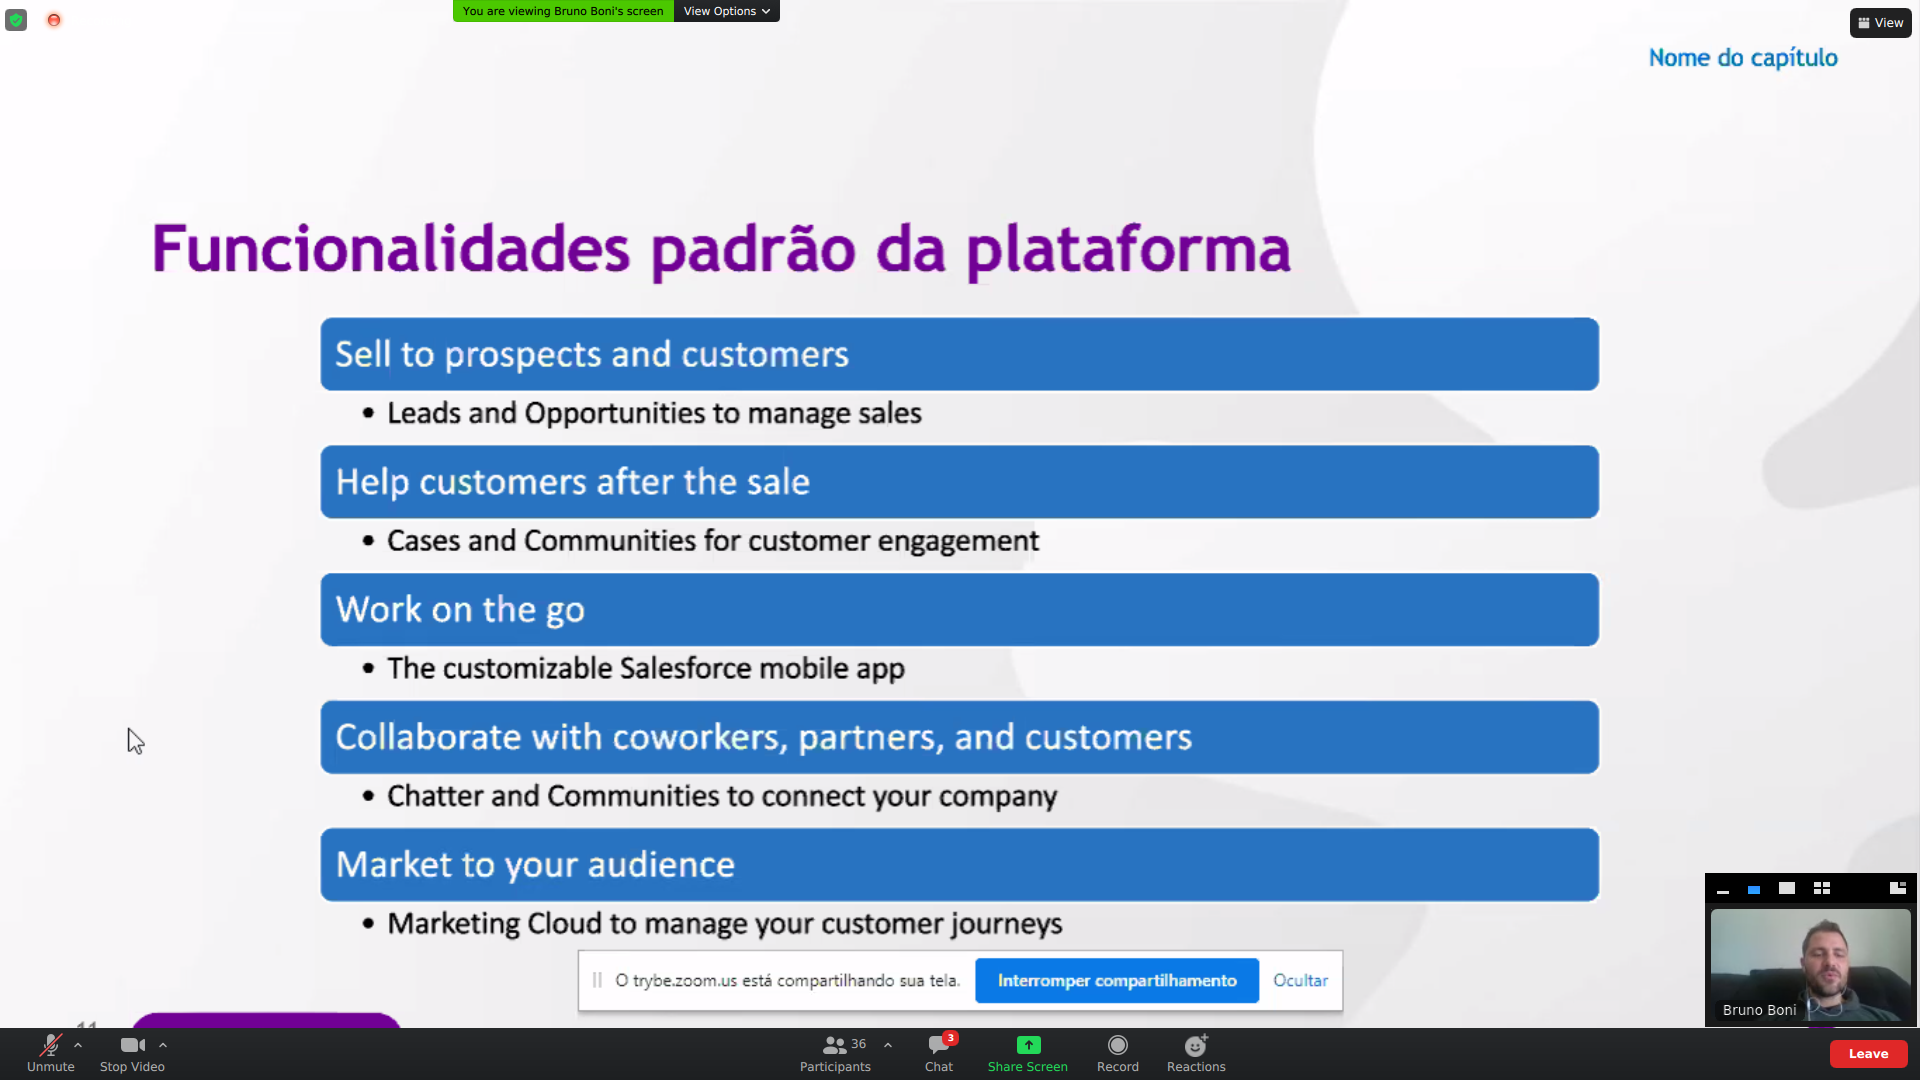 You are viewing Bruno Boni's screen
View Options
View
Nome do capítulo
Funcionalidades padrão da plataforma
Sell to prospects and customers
• Leads and Opportunities to manage sales
Help customers after the sale
• Cases and Communities for customer engagement
Work on the go
• The customizable Salesforce mobile app
Collaborate with coworkers, partners, and customers
• Chatter and Communities to connect your company
Market to your audience
• Marketing Cloud to manage your customer journeys
O trybe.zoom.us está compartilhando sua tela.
Interromper compartilhamento
Ocultar
Bruno Boni
Unmute
Stop Video
Participants
36
Chat
3
Share Screen
Record
Reactions
Leave